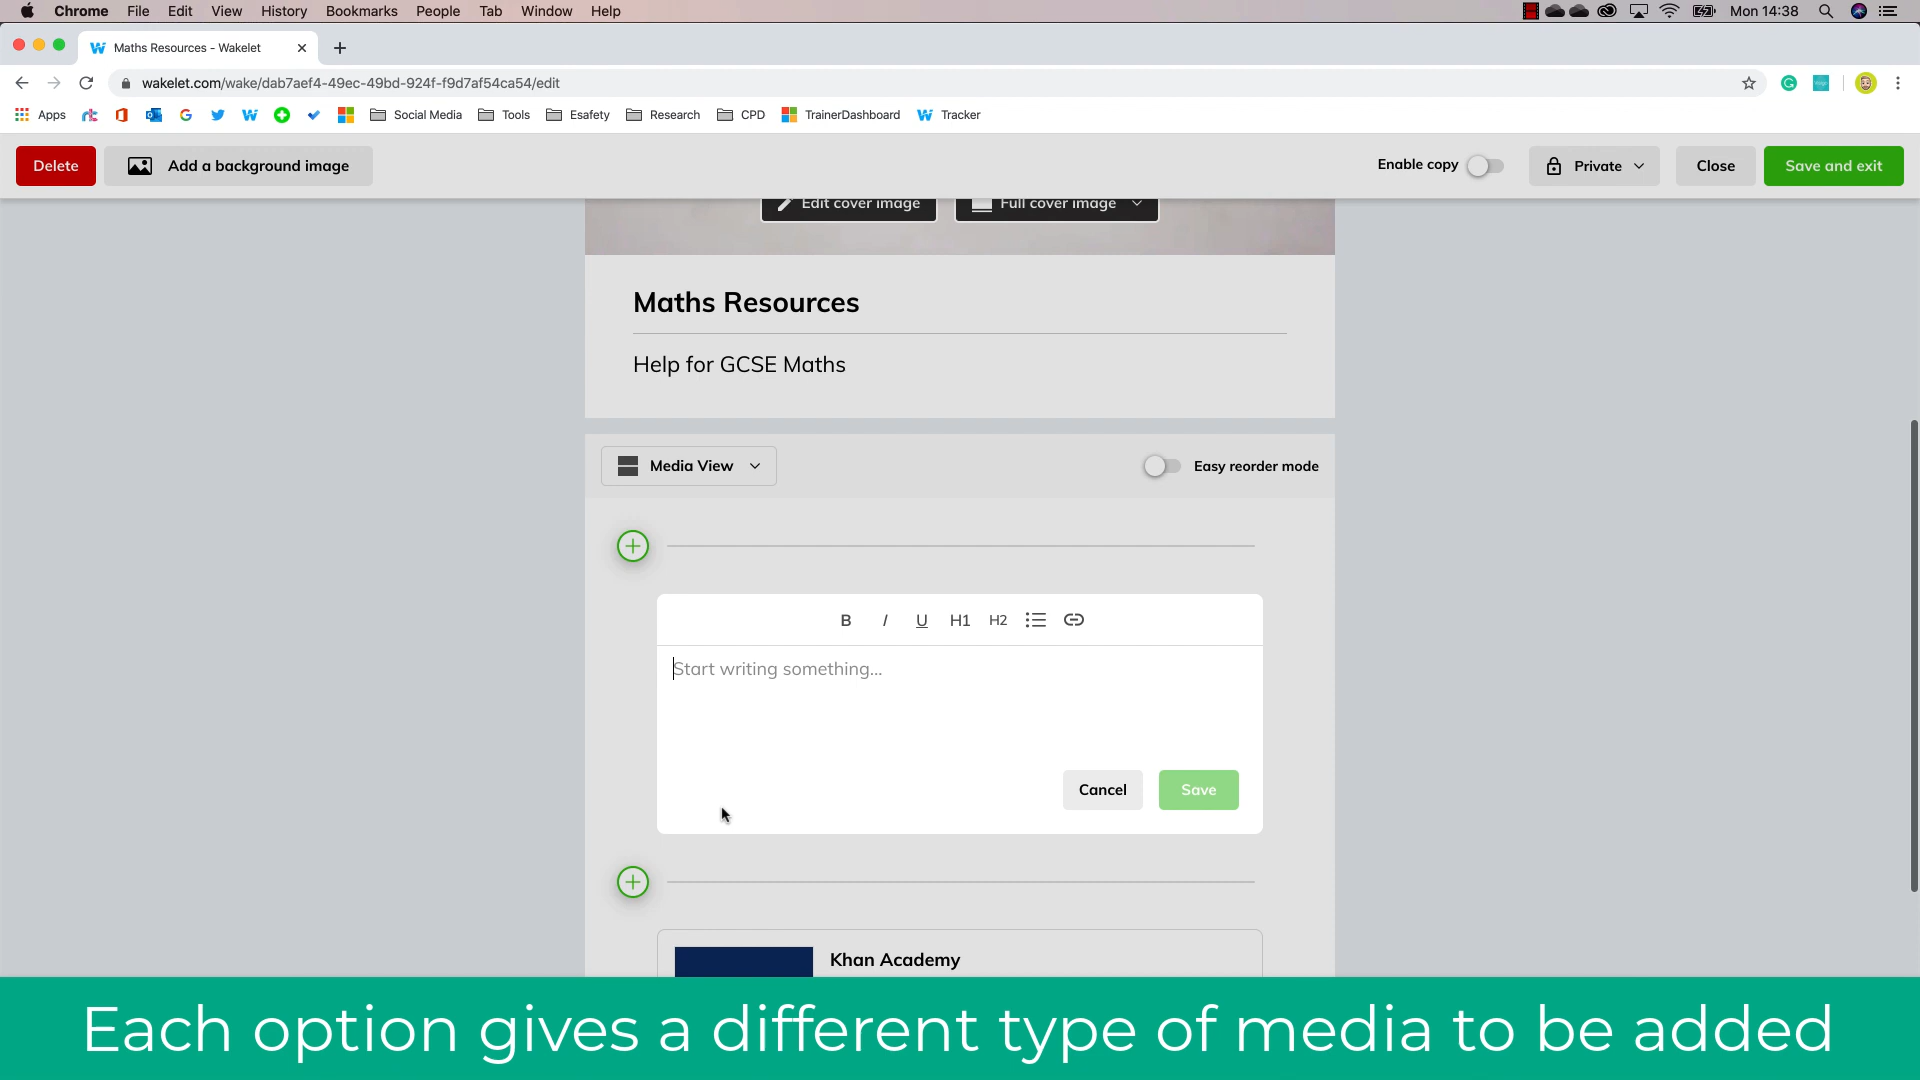 Chrome File Edit View History Bookmarks People Tab Window Help
Mon 14:38
Maths Resources - Wakelet
wakelet.com/wake/dab7aef4-49ec-49bd-924f-f9d7af54ca54/edit
Apps Social Media Tools Esafety Research CPD TrainerDashboard Tracker
Delete Add a background image Enable copy Private Close Save and exit
Edit cover image Full cover image
Maths Resources
Help for GCSE Maths
Media View Easy reorder mode
B I U H1 H2
Start writing something...
Cancel Save
Khan Academy
Each option gives a different type of media to be added